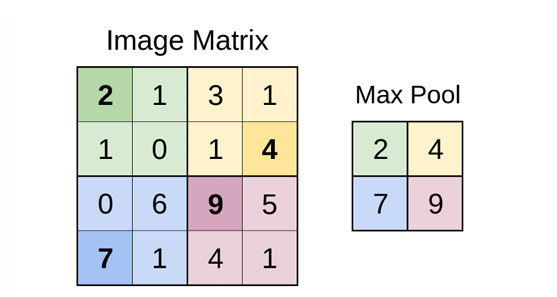 Image Matrix
2 1 3 1
1 0 1 4
0 6 9 5
7 1 4 1
Max Pool
2 4
7 9